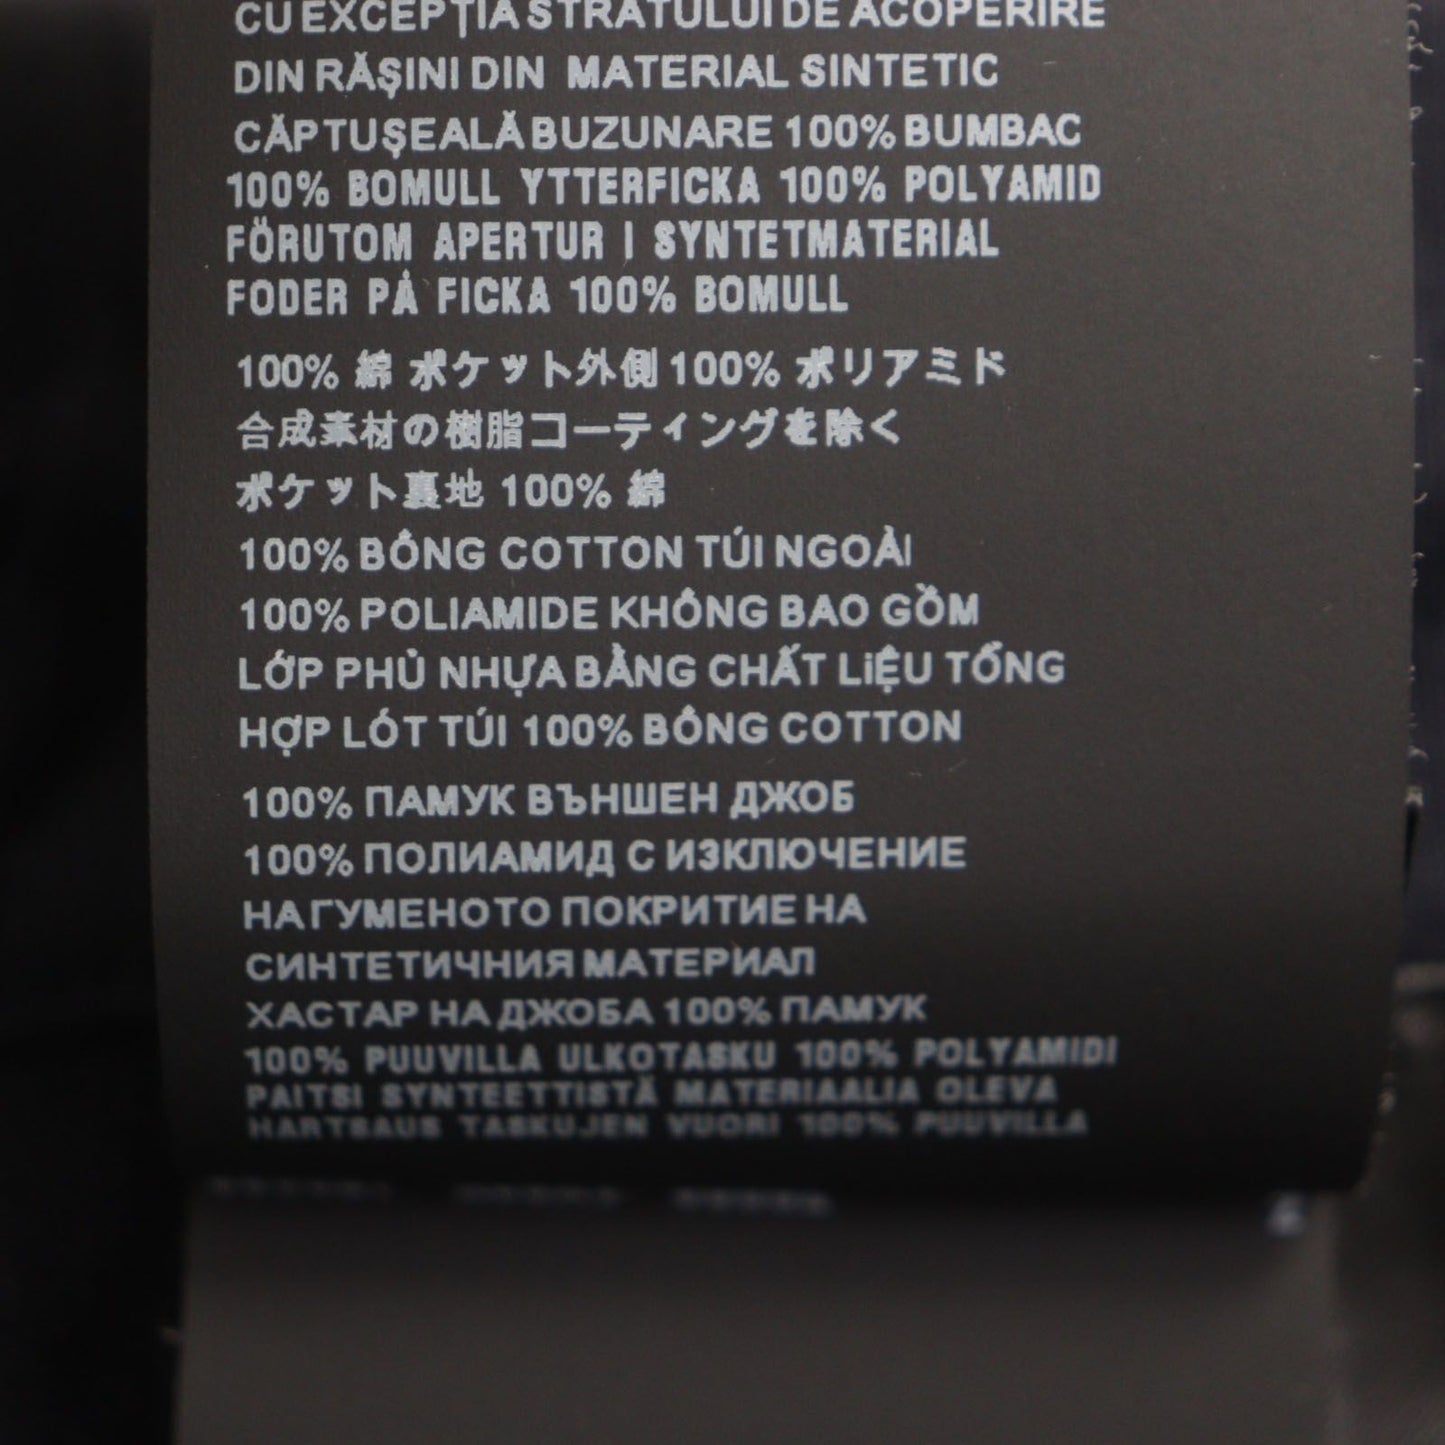 CU EXCEPȚIA STRATULUI DE ACOPERIRE
DIN RĂȘINI DIN MATERIAL SINTETIC
CĂPTUȘEALĂ BUZUNARE 100% BUMBAC
100% BOMULL YTTERFICKA 100% POLYAMID
FÖRUTOM APERTUR I SYNTETMATERIAL
FODER PÅ FICKA 100% BOMULL
100% 綿 ポケット外側 100% ポリアミド
合成素材の樹脂コーティングを除く
ポケット裏地 100% 綿
100% BÔNG COTTON TÚI NGOÀI
100% POLIAMIDE KHÔNG BAO GỒM
LỚP PHỦ NHỰA BẰNG CHẤT LiỆU TỔNG
HỢP LÓT TÚI 100% BÔNG COTTON
100% ПАМУК ВЪНШЕН ДЖОБ
100% ПОЛИАМИД С ИЗКЛЮЧЕНИЕ
НА ГУМЕНОТО ПОКРИТИЕ НА
СИНТЕТИЧНИЯ МАТЕРИАЛ
ХАСТАР НА ДЖОБА 100% ПАМУК
100% PUUVILLA ULKOTASKU 100% POLYAMIDI
PAITSI SYNTEETTISTÄ MATERIAALIA OLEVA
HARTSAUS TASKUJEN VUORI 100% PUUVILLA